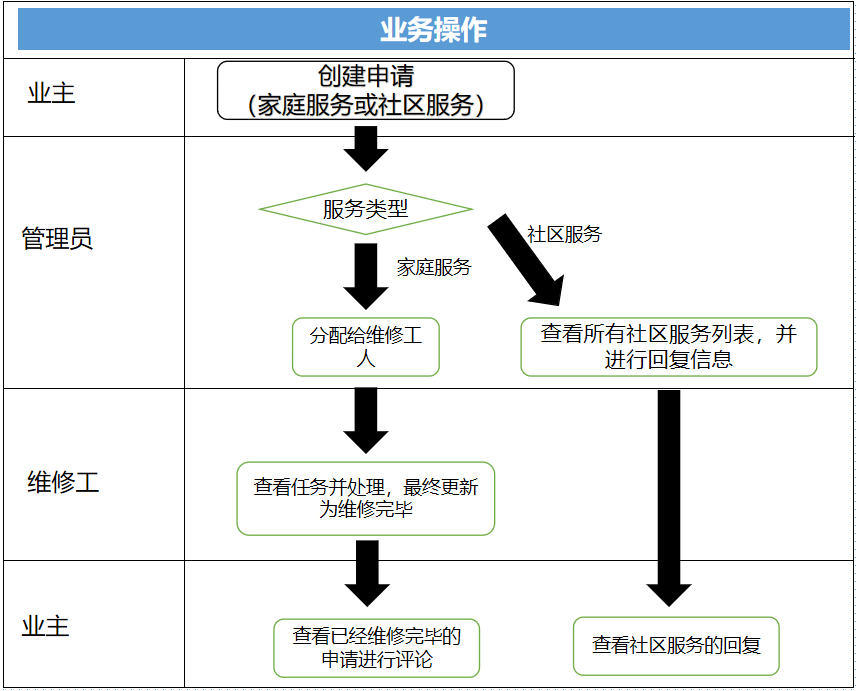 业务操作
业主
创建申请
（家庭服务或社区服务）
管理员
服务类型
社区服务
家庭服务
分配给维修工
人
查看所有社区服务列表，并
进行回复信息
维修工
查看任务并处理，最终更新
为维修完毕
业主
查看已经维修完毕的
申请进行评论
查看社区服务的回复